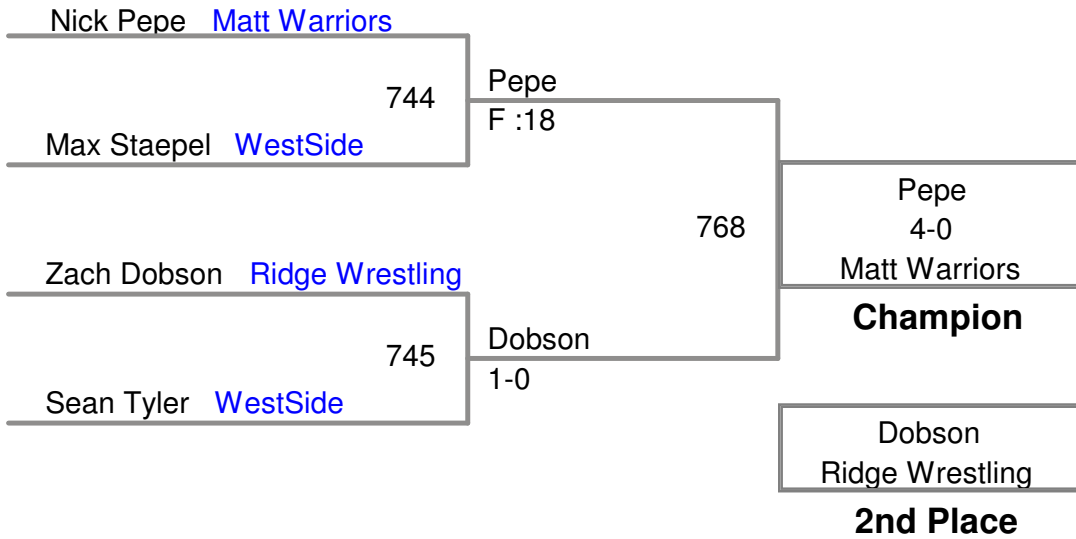 Nick Pepe Matt Warriors
744
Pepe
F :18
Max Staepel WestSide
768
Pepe
4-0
Matt Warriors
Champion
Zach Dobson Ridge Wrestling
745
Dobson
1-0
Sean Tyler WestSide
Dobson
Ridge Wrestling
2nd Place